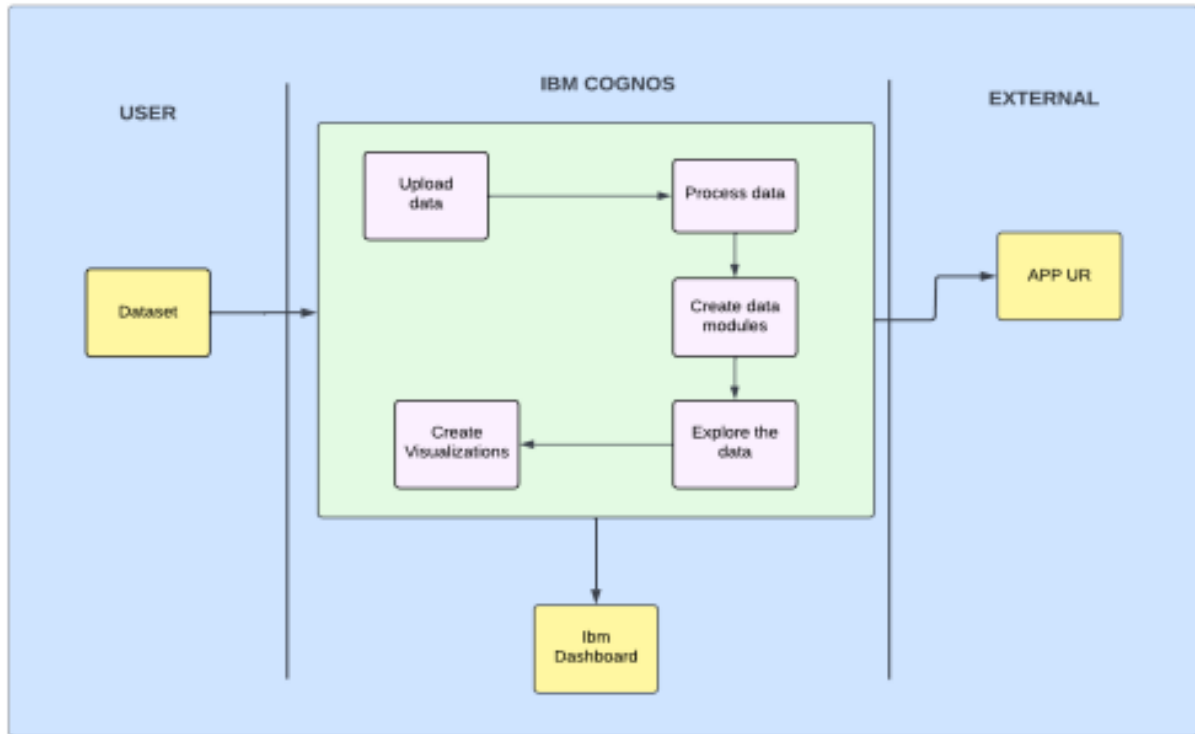 USER
IBM COGNOS
EXTERNAL
Upload
data
Process data
Dataset
Create data
modules
APP UR
Create
Visualizations
Explore the
data
Ibm
Dashboard